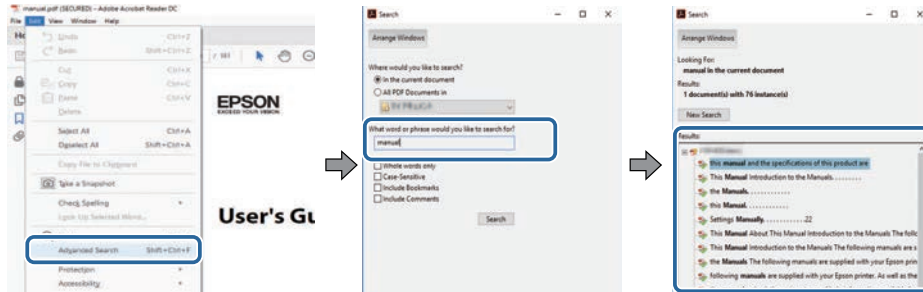 manual.pdf (SECURED) - Adobe Acrobat Reader DC
File Edit View Window Help
Undo Ctrl+Z
Redo Shift+Ctrl+Z
Cut Ctrl+X
Copy Ctrl+C
Paste Ctrl+V
Delete
Select All Ctrl+A
Deselect All Shift+Ctrl+A
Copy File to Clipboard
Take a Snapshot
Check Spelling
Look Up Selected Word...
Advanced Search Shift+Ctrl+F
Protection
Accessibility
EPSON
EXCEED YOUR VISION
User's Gu
Search
Arrange Windows
Where would you like to search?
In the current document
All PDF Documents in
What word or phrase would you like to search for?
manual
Whole words only
Case-Sensitive
Include Bookmarks
Include Comments
Search
Search
Arrange Windows
Looking For:
manual in the current document
Results:
1 document(s) with 76 instance(s)
New Search
Results:
this manual and the specifications of this product are
This Manual Introduction to the Manuals.........
the Manuals............
this Manual............
Settings Manually............22
This Manual About This Manual Introduction to the Manuals The follo
This Manual Introduction to the Manuals The following manuals are s
the Manuals The following manuals are supplied with your Epson prin
following manuals are supplied with your Epson printer. As well as the